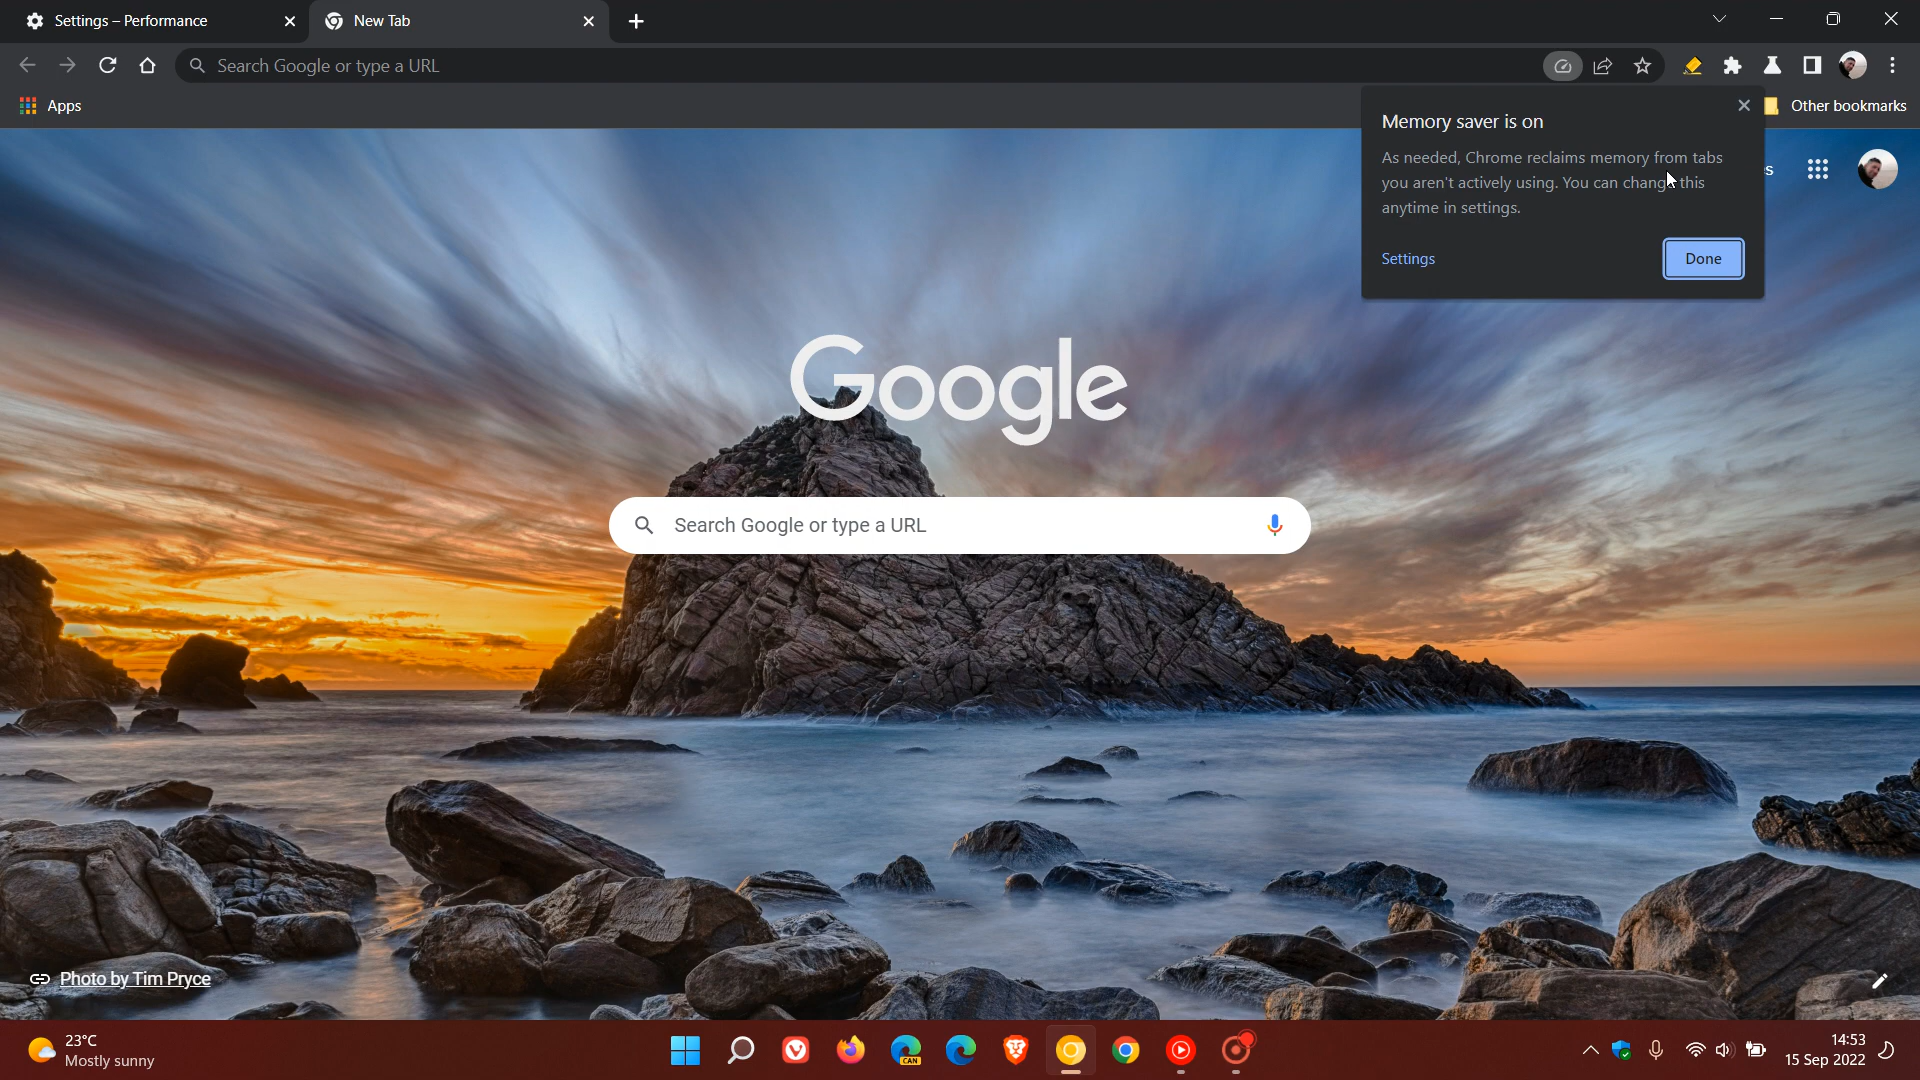 Settings – Performance
New Tab
Search Google or type a URL
Apps
Other bookmarks
Memory saver is on
As needed, Chrome reclaims memory from tabs
you aren't actively using. You can change this
anytime in settings.
Settings
Done
Google
Search Google or type a URL
Photo by Tim Pryce
23°C
Mostly sunny
CAN
14:53
15 Sep 2022